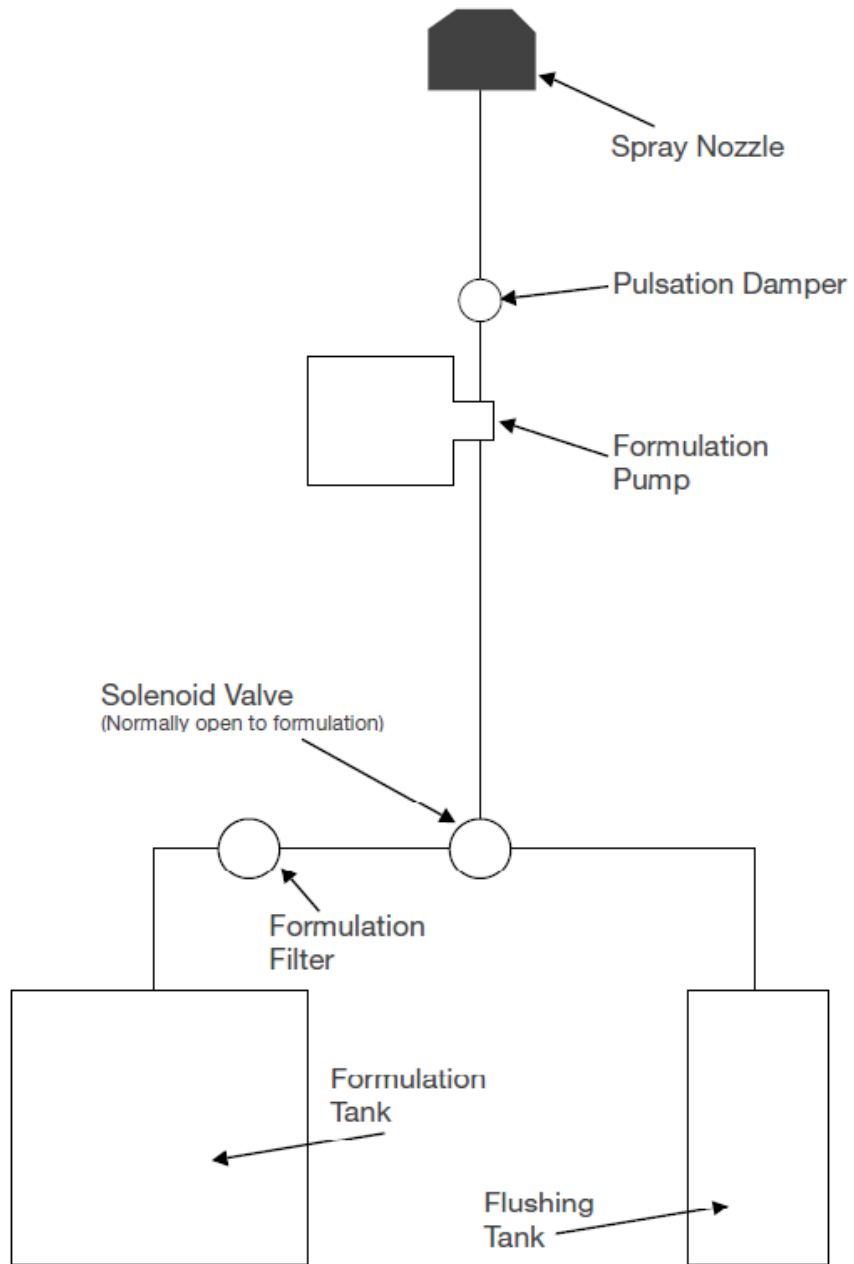 Spray Nozzle
Pulsation Damper
Formulation
Pump
Solenoid Valve
(Normally open to formulation)
Formulation
Filter
Formulation
Tank
Flushing
Tank